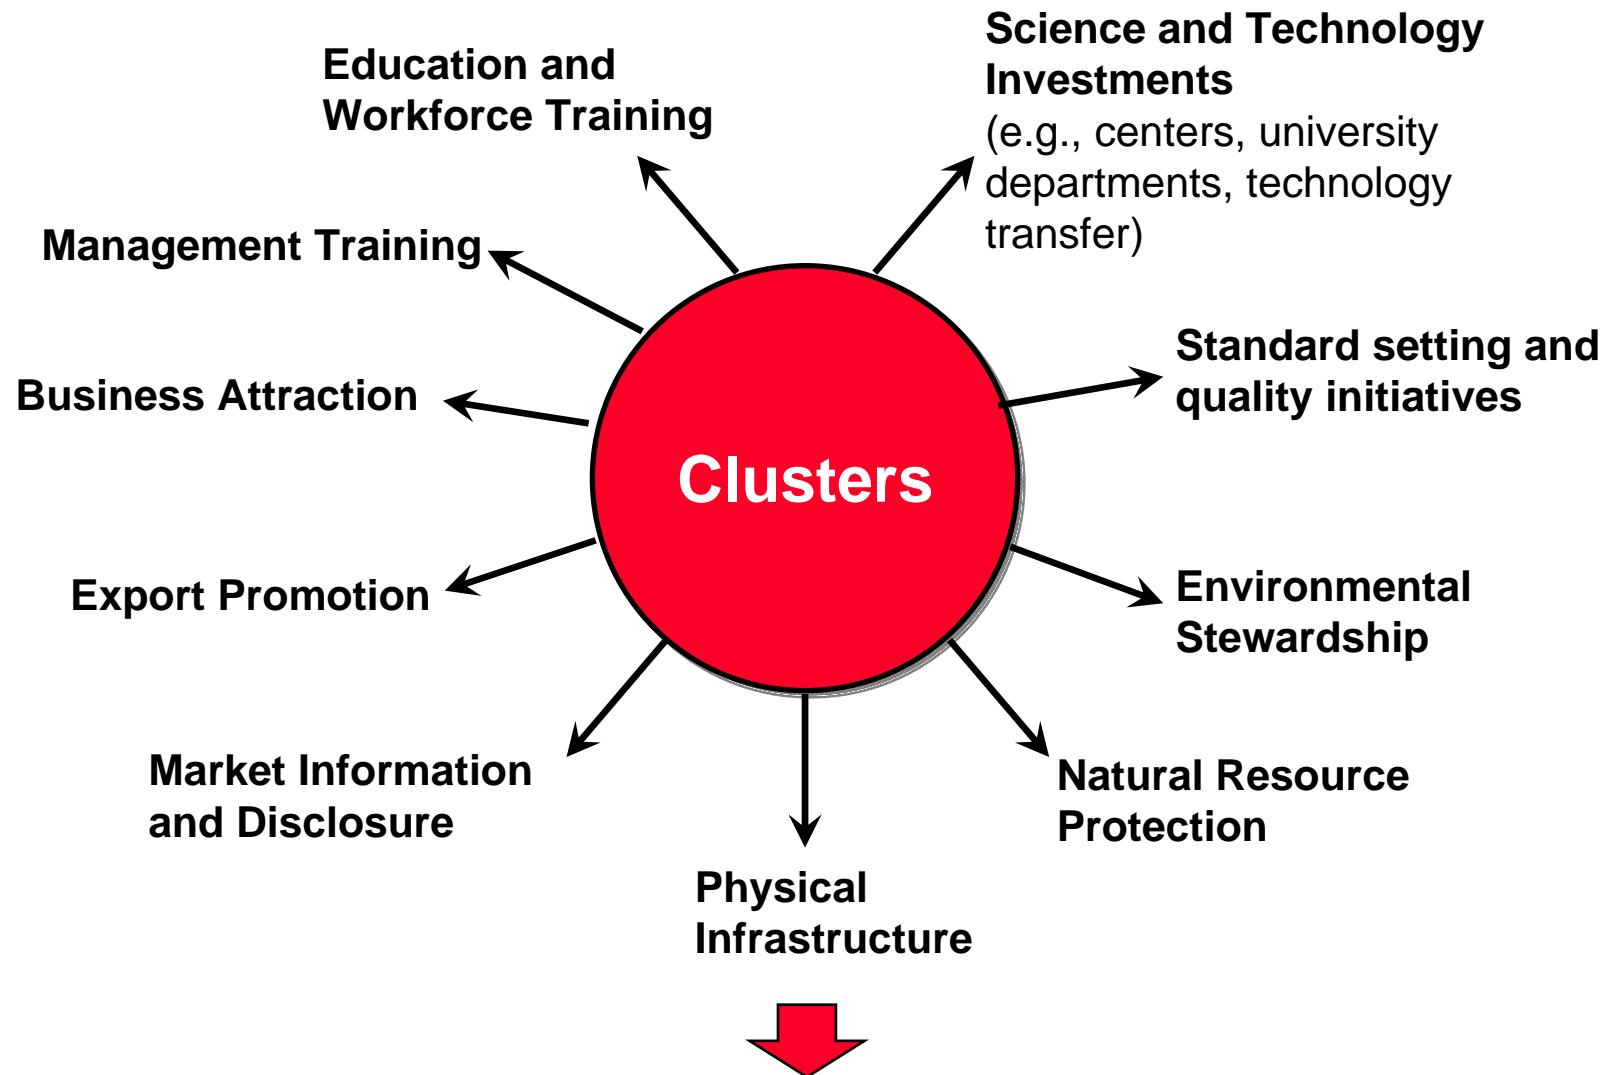 Education and
Workforce Training
Science and Technology
Investments
(e.g., centers, university
departments, technology
transfer)
Management Training
Standard setting and
quality initiatives
Business Attraction
Clusters
Export Promotion
Environmental
Stewardship
Market Information
and Disclosure
Natural Resource
Protection
Physical
Infrastructure